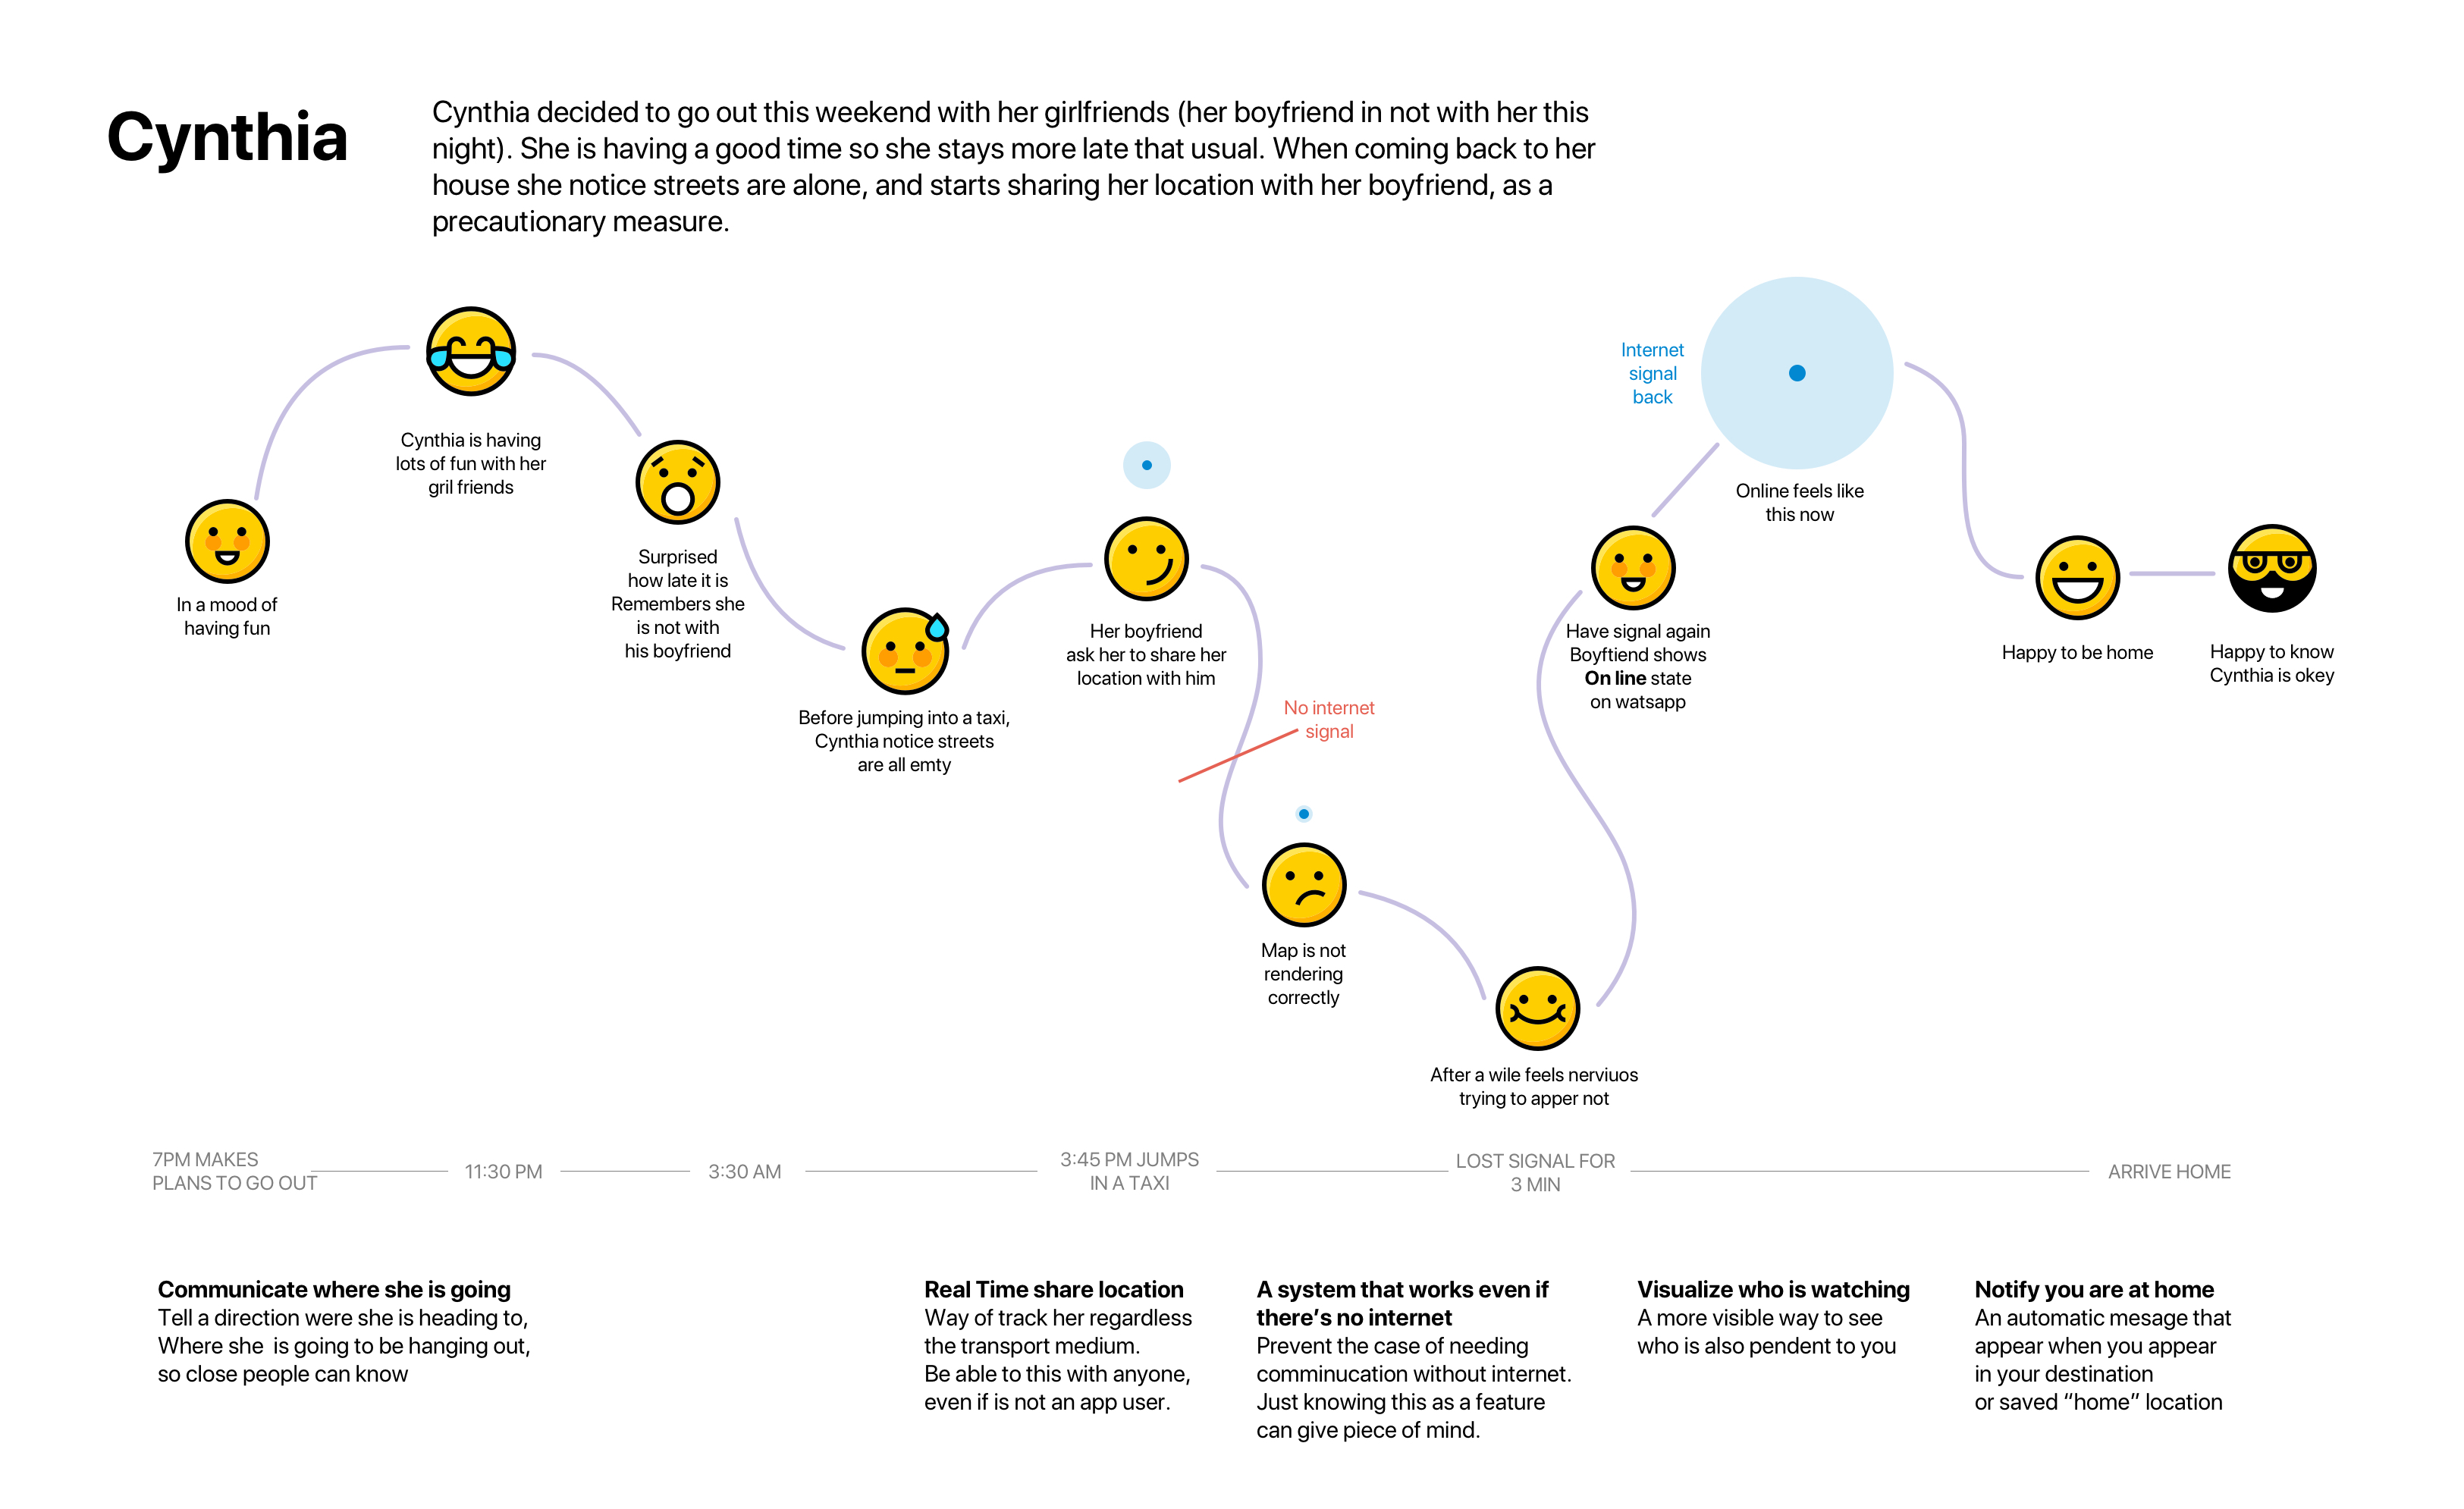 Cynthia
Cynthia decided to go out this weekend with her girlfriends (her boyfriend in not with her this
night). She is having a good time so she stays more late that usual. When coming back to her
house she notice streets are alone, and starts sharing her location with her boyfriend, as a
precautionary measure.
In a mood of
having fun
Cynthia is having
lots of fun with her
gril friends
Surprised
how late it is
Remembers she
is not with
his boyfriend
Before jumping into a taxi,
Cynthia notice streets
are all emty
Her boyfriend
ask her to share her
location with him
No internet
signal
Map is not
rendering
correctly
After a wile feels nerviuos
trying to apper not
Have signal again
Boyftiend shows
On line state
on watsapp
Internet
signal
back
Online feels like
this now
Happy to be home
Happy to know
Cynthia is okey
7PM MAKES
PLANS TO GO OUT
11:30 PM
3:30 AM
3:45 PM JUMPS
IN A TAXI
LOST SIGNAL FOR
3 MIN
ARRIVE HOME
Communicate where she is going
Tell a direction were she is heading to,
Where she is going to be hanging out,
so close people can know
Real Time share location
Way of track her regardless
the transport medium.
Be able to this with anyone,
even if is not an app user.
A system that works even if
there’s no internet
Prevent the case of needing
comminucation without internet.
Just knowing this as a feature
can give piece of mind.
Visualize who is watching
A more visible way to see
who is also pendent to you
Notify you are at home
An automatic mesage that
appear when you appear
in your destination
or saved “home” location